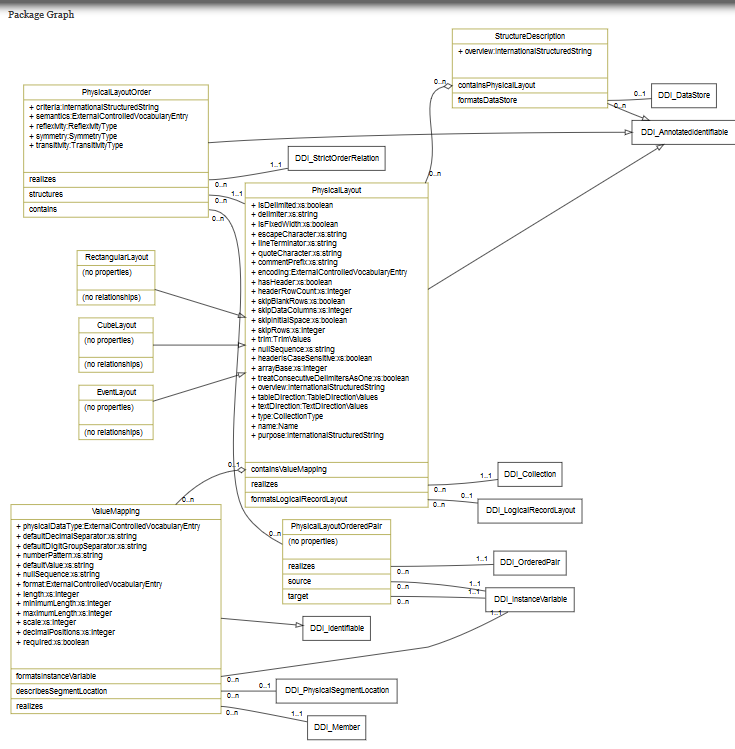 Package Graph
StructureDescription
+ overview:InternationalStructuredString
containsPhysicalLayout
formatsDataStore
0..n
0..1
DDI_DataStore
0..n
DDI_AnnotatedIdentifiable
PhysicalLayoutOrder
+ criteria:InternationalStructuredString
+ semantics:ExternalControlledVocabularyEntry
+ reflexivity:ReflexivityType
+ symmetry:SymmetryType
+ transitivity:TransitivityType
realizes
structures
contains
1..1
DDI_StrictOrderRelation
0..n
0..n
1..1
0..n
0..n
PhysicalLayout
+ isDelimited:xs:boolean
+ delimiter:xs:string
+ isFixedWidth:xs:boolean
+ escapeCharacter:xs:string
+ lineTerminator:xs:string
+ quoteCharacter:xs:string
+ commentPrefix:xs:string
+ encoding:ExternalControlledVocabularyEntry
+ hasHeader:xs:boolean
+ headerRowCount:xs:integer
+ skipBlankRows:xs:boolean
+ skipDataColumns:xs:integer
+ skipInitialSpace:xs:boolean
+ skipRows:xs:integer
+ trim:TrimValues
+ nullSequence:xs:string
+ headerIsCaseSensitive:xs:boolean
+ arrayBase:xs:integer
+ treatConsecutiveDelimitersAsOne:xs:boolean
+ overview:InternationalStructuredString
+ tableDirection:TableDirectionValues
+ textDirection:TextDirectionValues
+ type:CollectionType
+ name:Name
+ purpose:InternationalStructuredString
containsValueMapping
realizes
formatsLogicalRecordLayout
RectangularLayout
(no properties)
(no relationships)
CubeLayout
(no properties)
(no relationships)
EventLayout
(no properties)
(no relationships)
0..1
0..n
1..1
DDI_Collection
0..n
0..1
DDI_LogicalRecordLayout
0..n
ValueMapping
+ physicalDataType:ExternalControlledVocabularyEntry
+ defaultDecimalSeparator:xs:string
+ defaultDigitGroupSeparator:xs:string
+ numberPattern:xs:string
+ defaultValue:xs:string
+ nullSequence:xs:string
+ format:ExternalControlledVocabularyEntry
+ length:xs:integer
+ minimumLength:xs:integer
+ maximumLength:xs:integer
+ scale:xs:integer
+ decimalPositions:xs:integer
+ required:xs:boolean
formatsInstanceVariable
describesSegmentLocation
realizes
0..n
PhysicalLayoutOrderedPair
(no properties)
realizes
source
target
1..1
DDI_OrderedPair
0..n
1..1
0..n
1..1
DDI_InstanceVariable
0..n
1..1
DDI_Identifiable
0..n
0..1
DDI_PhysicalSegmentLocation
0..n
0..n
1..1
DDI_Member